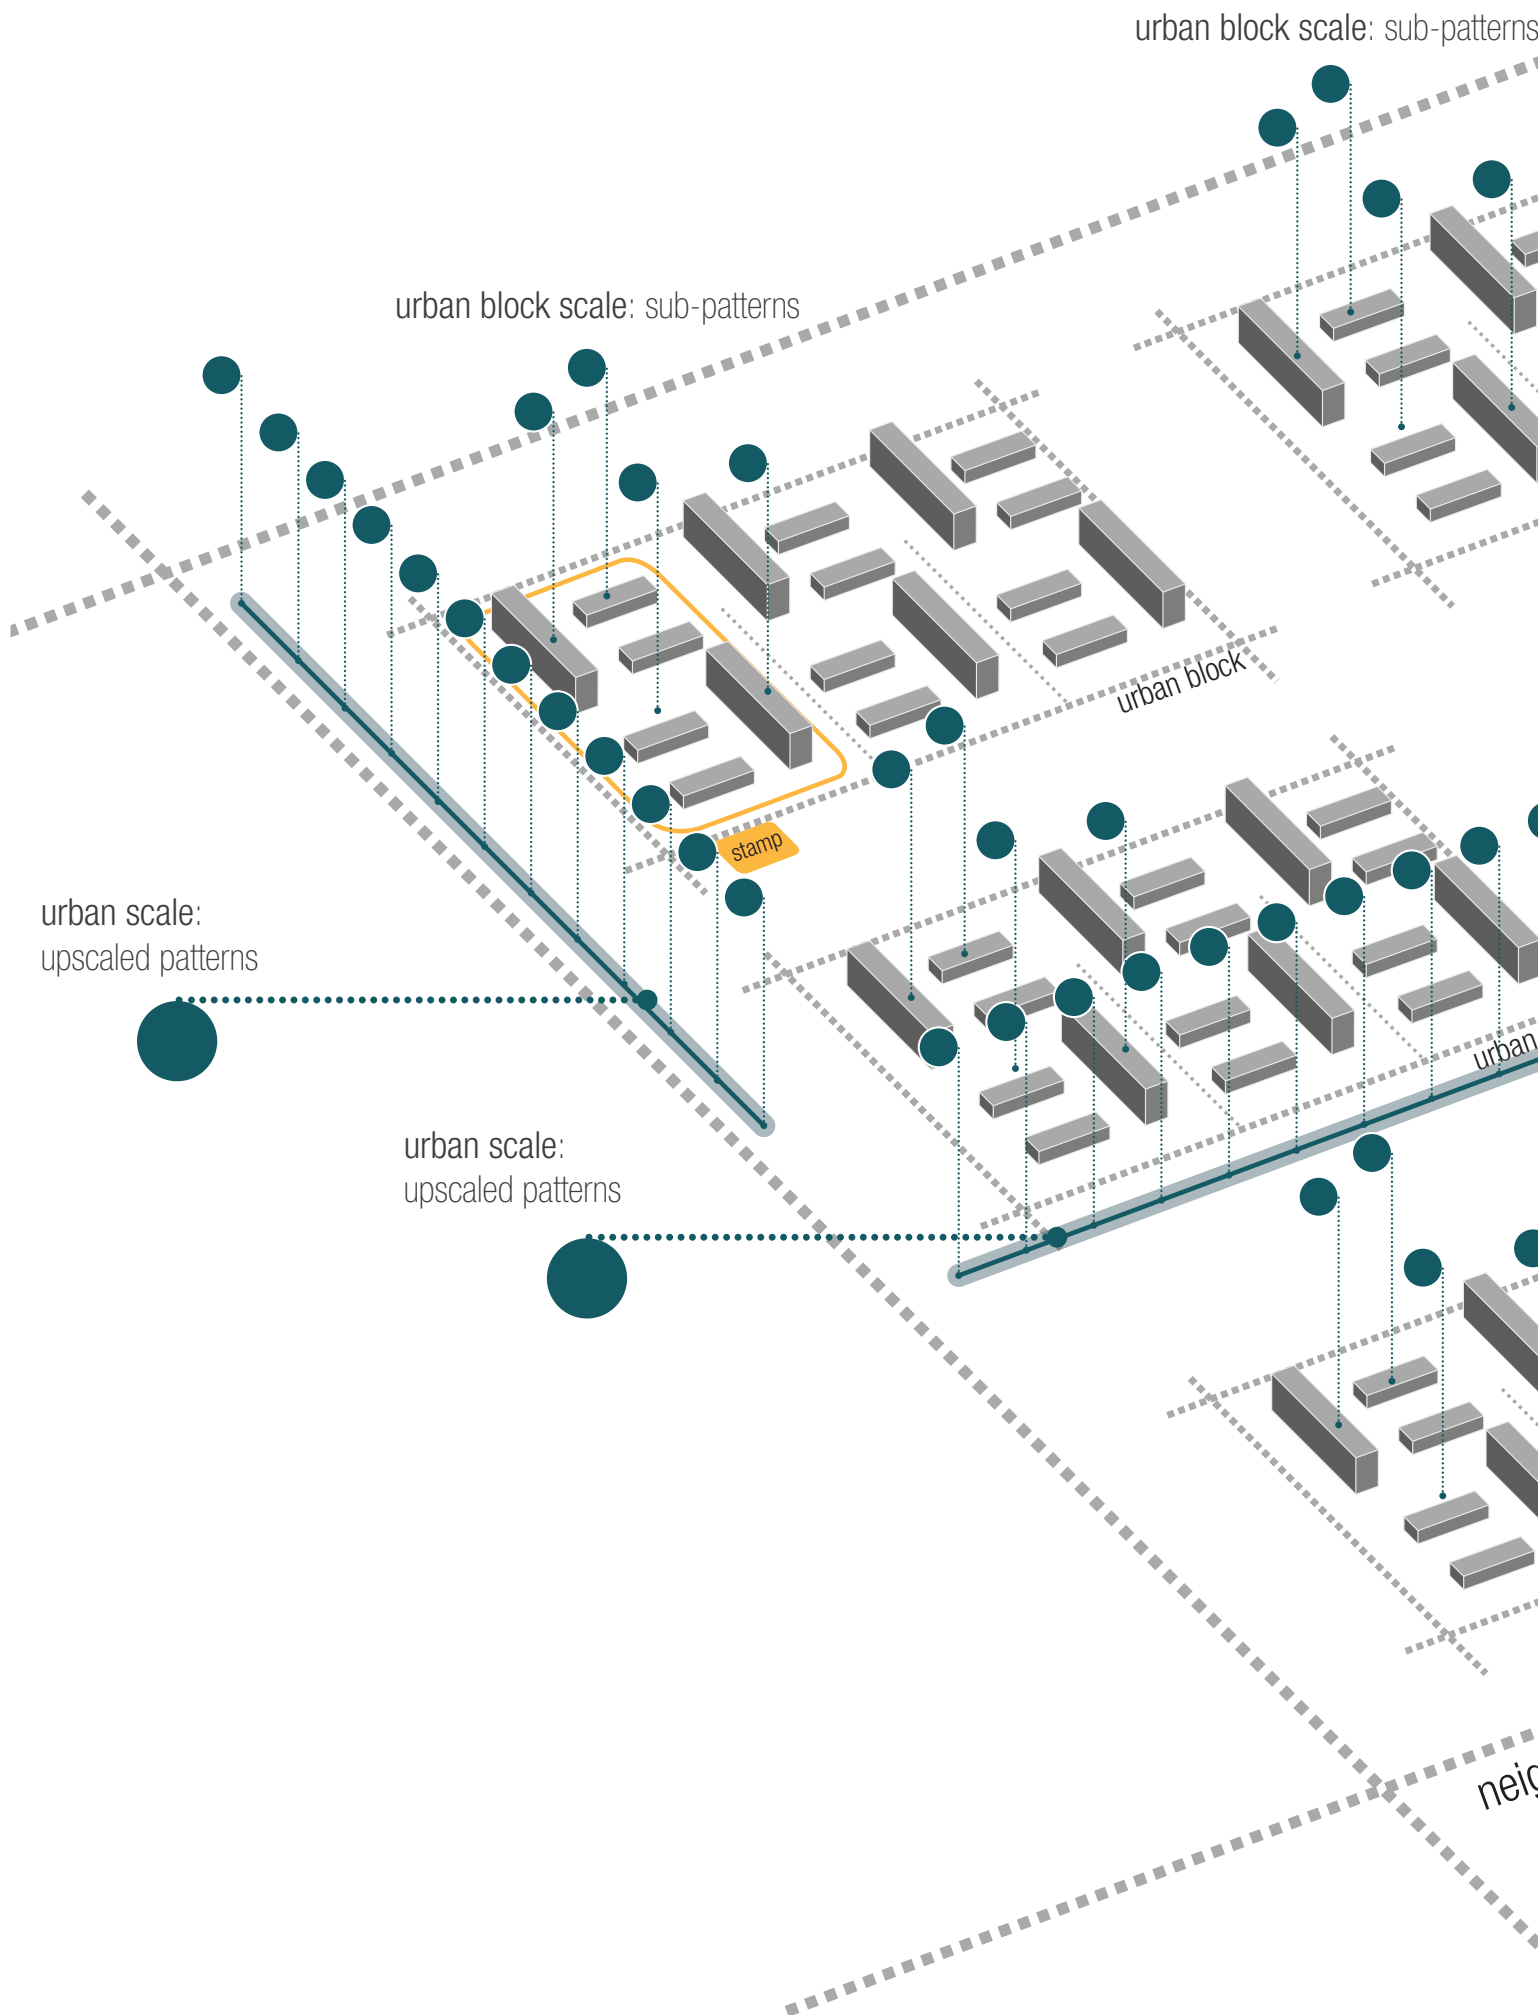 urban block scale: sub-patterns
urban block scale: sub-patterns
urban block
stamp
urban scale:
upscaled patterns
urban
urban scale:
upscaled patterns
neig